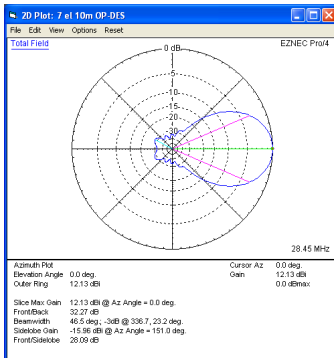 2D Plot: 7 el 10m OP-DES
File Edit View Options Reset
Total Field
EZNEC Pro/4
0 dB
-5
-10
-15
-20
-30
28.45 MHz
Azimuth Plot
Elevation Angle 0.0 deg.
Outer Ring 12.13 dBi
Cursor Az 0.0 deg.
Gain 12.13 dBi
0.0 dBmax
Slice Max Gain 12.13 dBi @ Az Angle = 0.0 deg.
Front/Back 32.27 dB
Beamwidth 46.5 deg.; -3dB @ 336.7, 23.2 deg.
Sidelobe Gain -15.96 dBi @ Az Angle = 151.0 deg.
Front/Sidelobe 28.09 dB